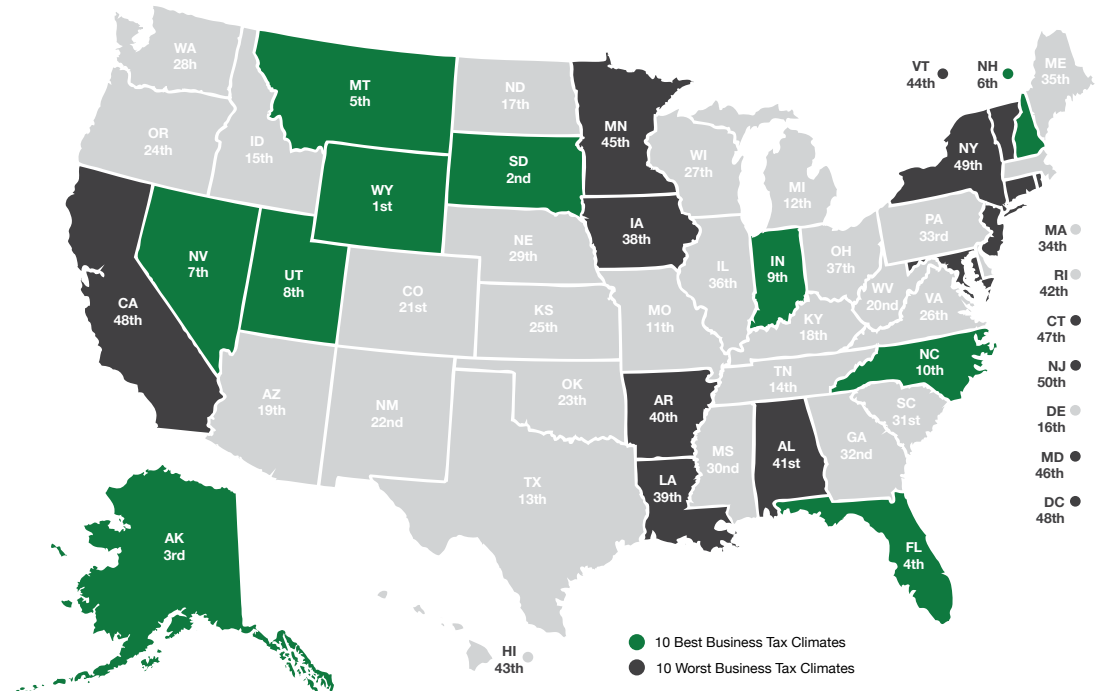 WA
28h
MT
5th
ND
17th
MN
45th
VT
44th
NH
6th
ME
35th
OR
24th
ID
15th
SD
2nd
WI
27th
NY
49th
WY
1st
MI
12th
IA
38th
PA
33rd
MA
34th
NV
7th
NE
29th
OH
37th
IN
9th
IL
36th
UT
8th
RI
42th
CO
21st
WV
20nd
VA
26th
CA
48th
KS
25th
MO
11th
KY
18th
CT
47th
NC
10th
NJ
50th
TN
14th
AZ
19th
OK
23th
NM
22nd
AR
40th
SC
31st
DE
16th
GA
32nd
MS
30nd
AL
41st
MD
46th
LA
39th
TX
13th
DC
48th
AK
3rd
FL
4th
10 Best Business Tax Climates
HI
43th
10 Worst Business Tax Climates